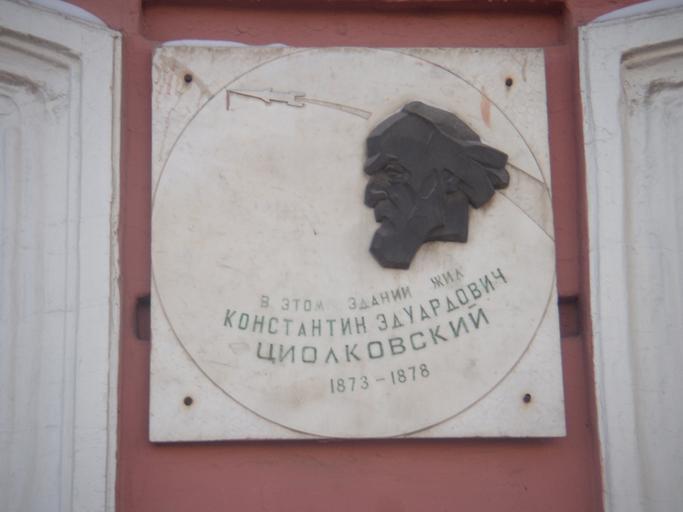 В ЭТОМ ЗДАНИИ ЖИЛ
КОНСТАНТИН ЭДУАРДОВИЧ
ЦИОЛКОВСКИЙ
1873-1878